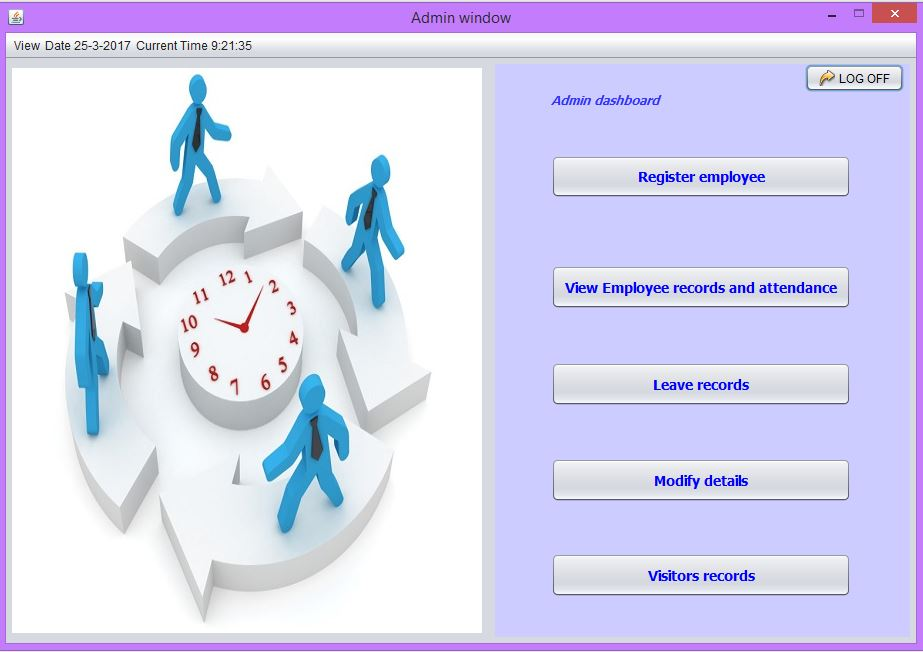 Admin window
View Date 25-3-2017 Current Time 9:21:35
LOG OFF
Admin dashboard
Register employee
View Employee records and attendance
Leave records
Modify details
Visitors records
12
1
2
3
4
5
6
7
8
9
10
11